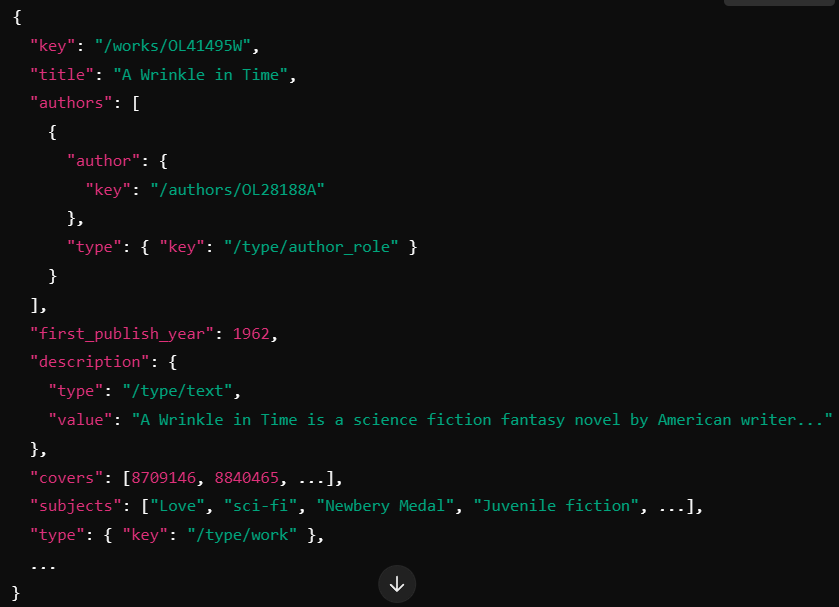 {
"key": "/works/OL41495W",
"title": "A Wrinkle in Time",
"authors": [
{
"author": {
"key": "/authors/OL28188A"
},
"type": { "key": "/type/author_role" }
}
],
"first_publish_year": 1962,
"description": {
"type": "/type/text",
"value": "A Wrinkle in Time is a science fiction fantasy novel by American writer..."
},
"covers": [8709146, 8840465, ...],
"subjects": ["Love", "sci-fi", "Newbery Medal", "Juvenile fiction", ...],
"type": { "key": "/type/work" },
...
}